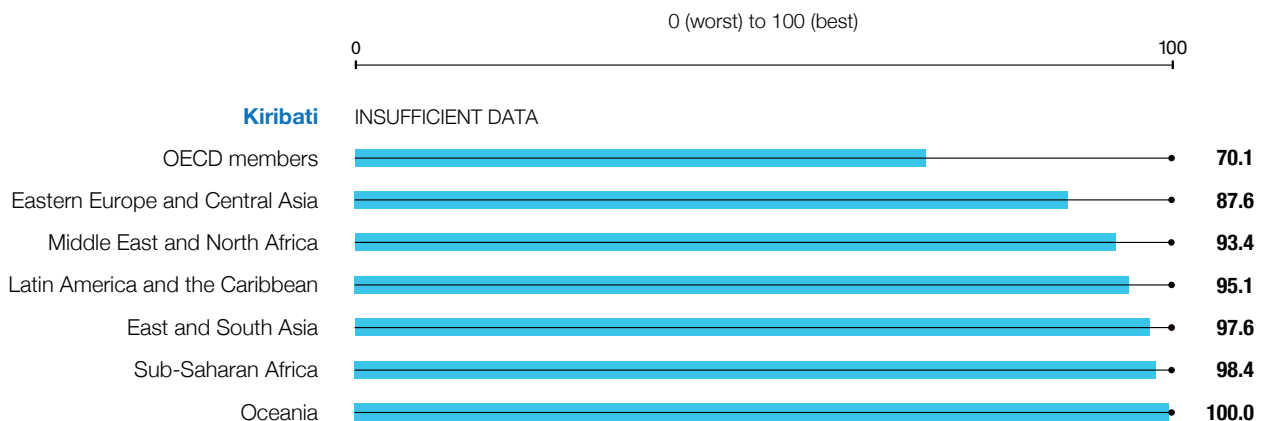 0 (worst) to 100 (best)
0 100
Kiribati INSUFFICIENT DATA
OECD members 70.1
Eastern Europe and Central Asia 87.6
Middle East and North Africa 93.4
Latin America and the Caribbean 95.1
East and South Asia 97.6
Sub-Saharan Africa 98.4
Oceania 100.0